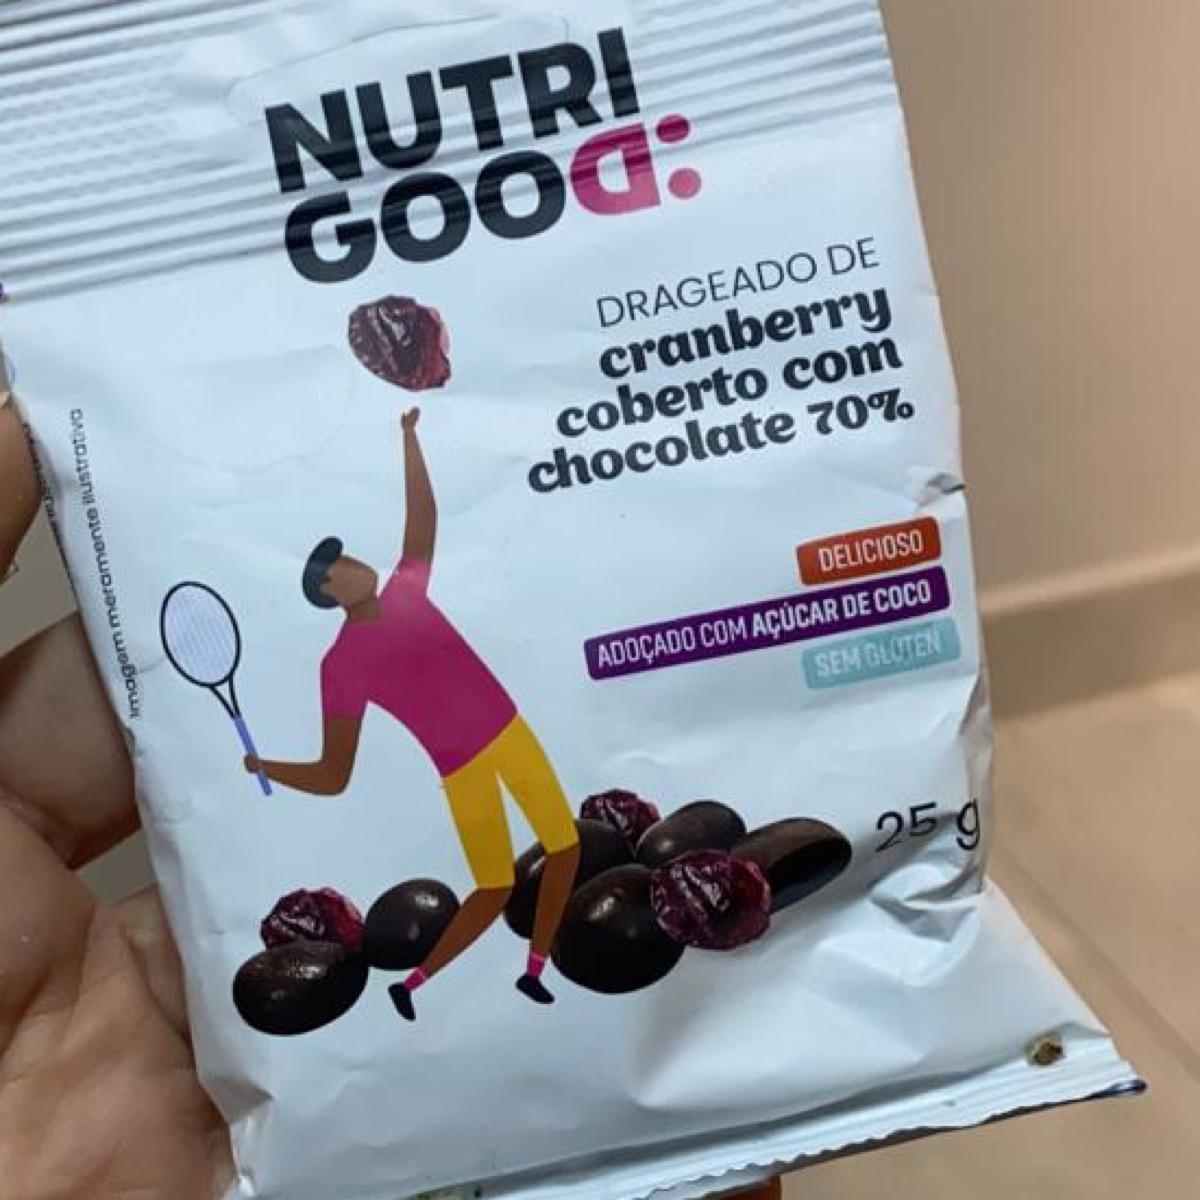 NUTRI
GOOD:
DRAGEADO DE
cranberry
coberto com
chocolate 70%
DELICIOSO
ADOÇADO COM AÇÚCAR DE COCO
SEM GLÚTEN
25 g
Imagem meramente ilustrativa